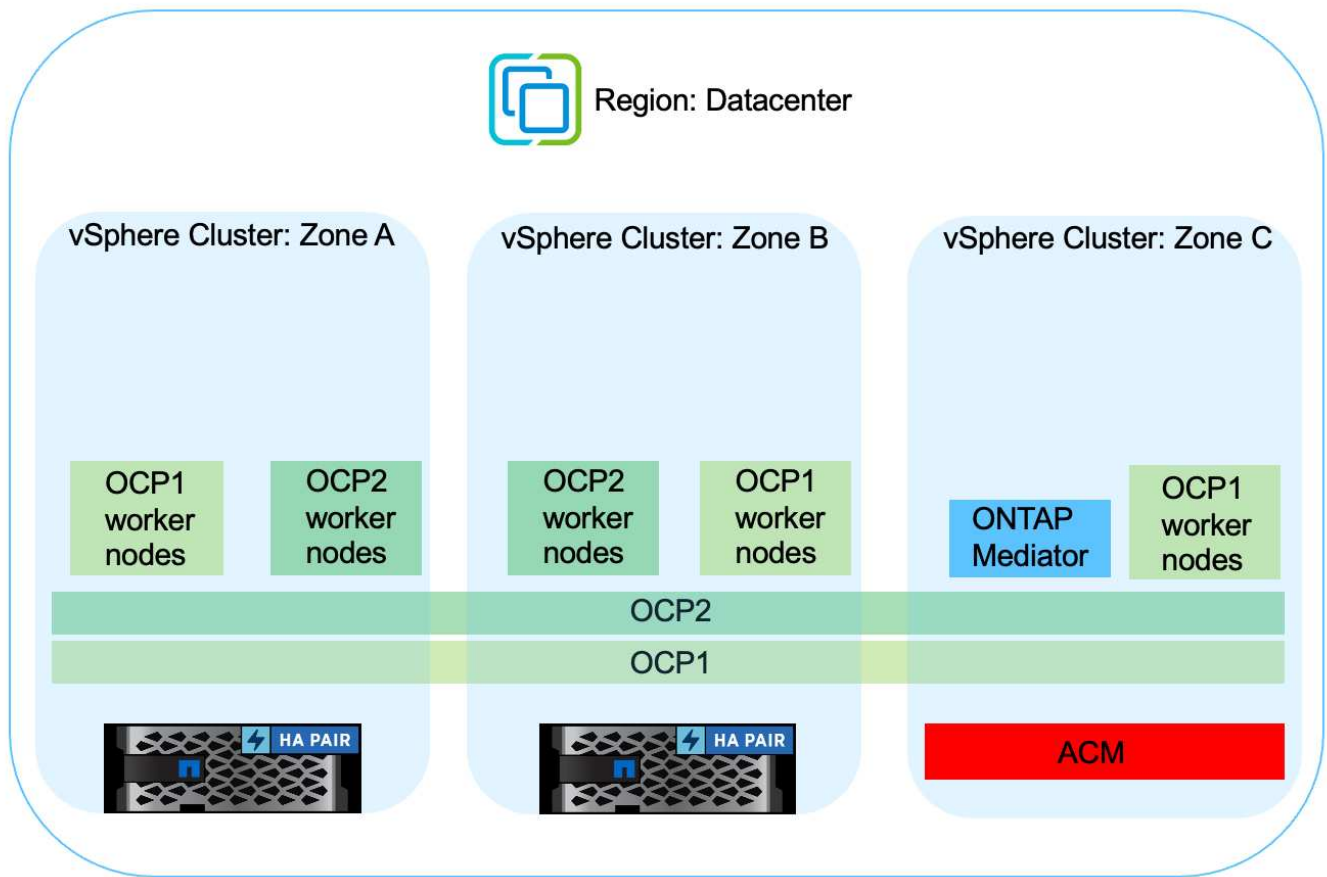 Region: Datacenter
vSphere Cluster: Zone A
vSphere Cluster: Zone B
vSphere Cluster: Zone C
OCP1
worker
nodes
OCP2
worker
nodes
OCP2
worker
nodes
OCP1
worker
nodes
ONTAP
Mediator
OCP1
worker
nodes
OCP2
OCP1
HA PAIR
HA PAIR
ACM